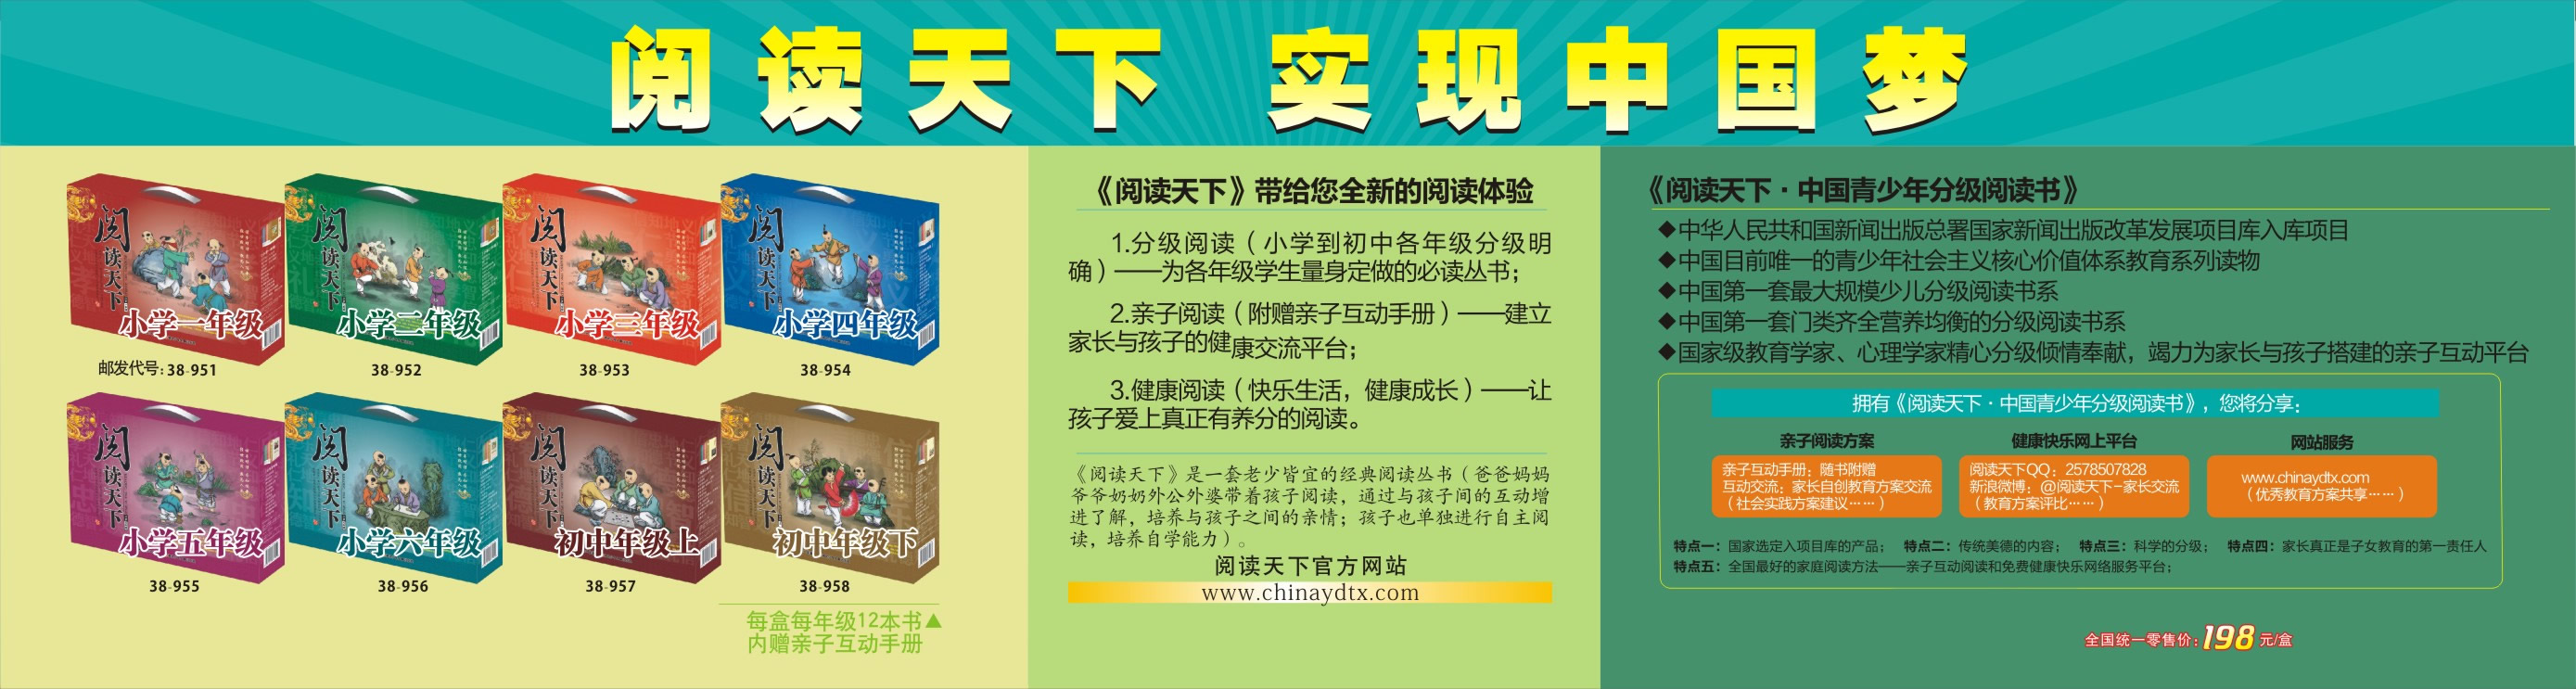 阅读天下 实现中国梦
阅读天下
小学一年级
阅读天下
小学二年级
阅读天下
小学三年级
阅读天下
小学四年级
邮发代号：38-951
38-952
38-953
38-954
阅读天下
小学五年级
阅读天下
小学六年级
阅读天下
初中年级上
阅读天下
初中年级下
38-955
38-956
38-957
38-958
每盒每年级12本书▲
内赠亲子互动手册
《阅读天下》带给您全新的阅读体验
1.分级阅读（小学到初中各年级分级明
确）——为各年级学生量身定做的必读丛书；
2.亲子阅读（附赠亲子互动手册）——建立
家长与孩子的健康交流平台；
3.健康阅读（快乐生活，健康成长）——让
孩子爱上真正有养分的阅读。
《阅读天下》是一套老少皆宜的经典阅读丛书（爸爸妈妈
爷爷奶奶外公外婆带着孩子阅读，通过与孩子间的互动增
进了解，培养与孩子之间的亲情；孩子也单独进行自主阅
读，培养自学能力）。
阅读天下官方网站
www.chinaydtx.com
《阅读天下·中国青少年分级阅读书》
◆中华人民共和国新闻出版总署国家新闻出版改革发展项目库入库项目
◆中国目前唯一的青少年社会主义核心价值体系教育系列读物
◆中国第一套最大规模少儿分级阅读书系
◆中国第一套门类齐全营养均衡的分级阅读书系
◆国家级教育学家、心理学家精心分级倾情奉献，竭力为家长与孩子搭建的亲子互动平台
拥有《阅读天下·中国青少年分级阅读书》，您将分享：
亲子阅读方案
亲子互动手册：随书附赠
互动交流：家长自创教育方案交流
（社会实践方案建议……）
健康快乐网上平台
阅读天下QQ：2578507828
新浪微博：@阅读天下-家长交流
（教育方案评比……）
网站服务
www.chinaydtx.com
（优秀教育方案共享……）
特点一：国家选定入项目库的产品； 特点二：传统美德的内容； 特点三：科学的分级； 特点四：家长真正是子女教育的第一责任人
特点五：全国最好的家庭阅读方法——亲子互动阅读和免费健康快乐网络服务平台；
全国统一零售价：198元/盒